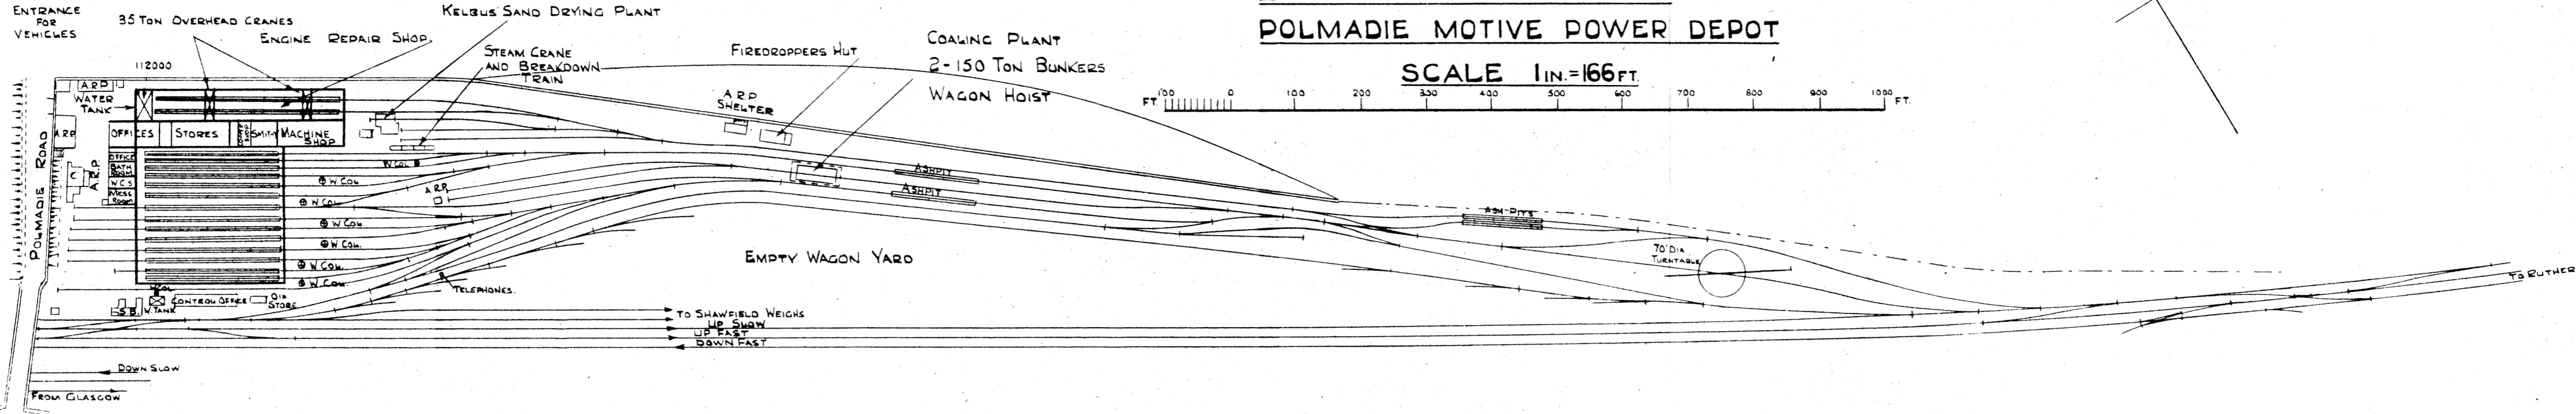 POLMADIE MOTIVE POWER DEPOT
SCALE 1 IN. = 166 FT.
FT. 100 0 100 200 300 400 500 600 700 800 900 1000 FT.
ENTRANCE
FOR
VEHICLES
35 TON OVERHEAD CRANES
ENGINE REPAIR SHOP.
KELBUS SAND DRYING PLANT
STEAM CRANE
AND BREAKDOWN
TRAIN
FIREDROPPERS HUT
COALING PLANT
2-150 TON BUNKERS
WAGON HOIST
A R P
SHELTER
112000
A R P
WATER
TANK
A R P
OFFICES
STORES
SMITHY
MACHINE
SHOP
POLMADIE ROAD
C
A.R.P.
OFFICE
BATH
ROOM
W.C.S
MESS
ROOM
W COL
W COL
W COL.
W COL.
W COL.
W COL.
W COL.
A R P.
ASHPIT
ASHPIT
ASH-PITS
70' DIA
TURNTABLE
EMPTY WAGON YARD
TELEPHONES.
W COL
CONTROL OFFICE
OIL
STORE
S.B.
W. TANK
TO SHAWFIELD WEIGHS
UP SLOW
UP FAST
DOWN FAST
DOWN SLOW
FROM GLASGOW
TO RUTHER